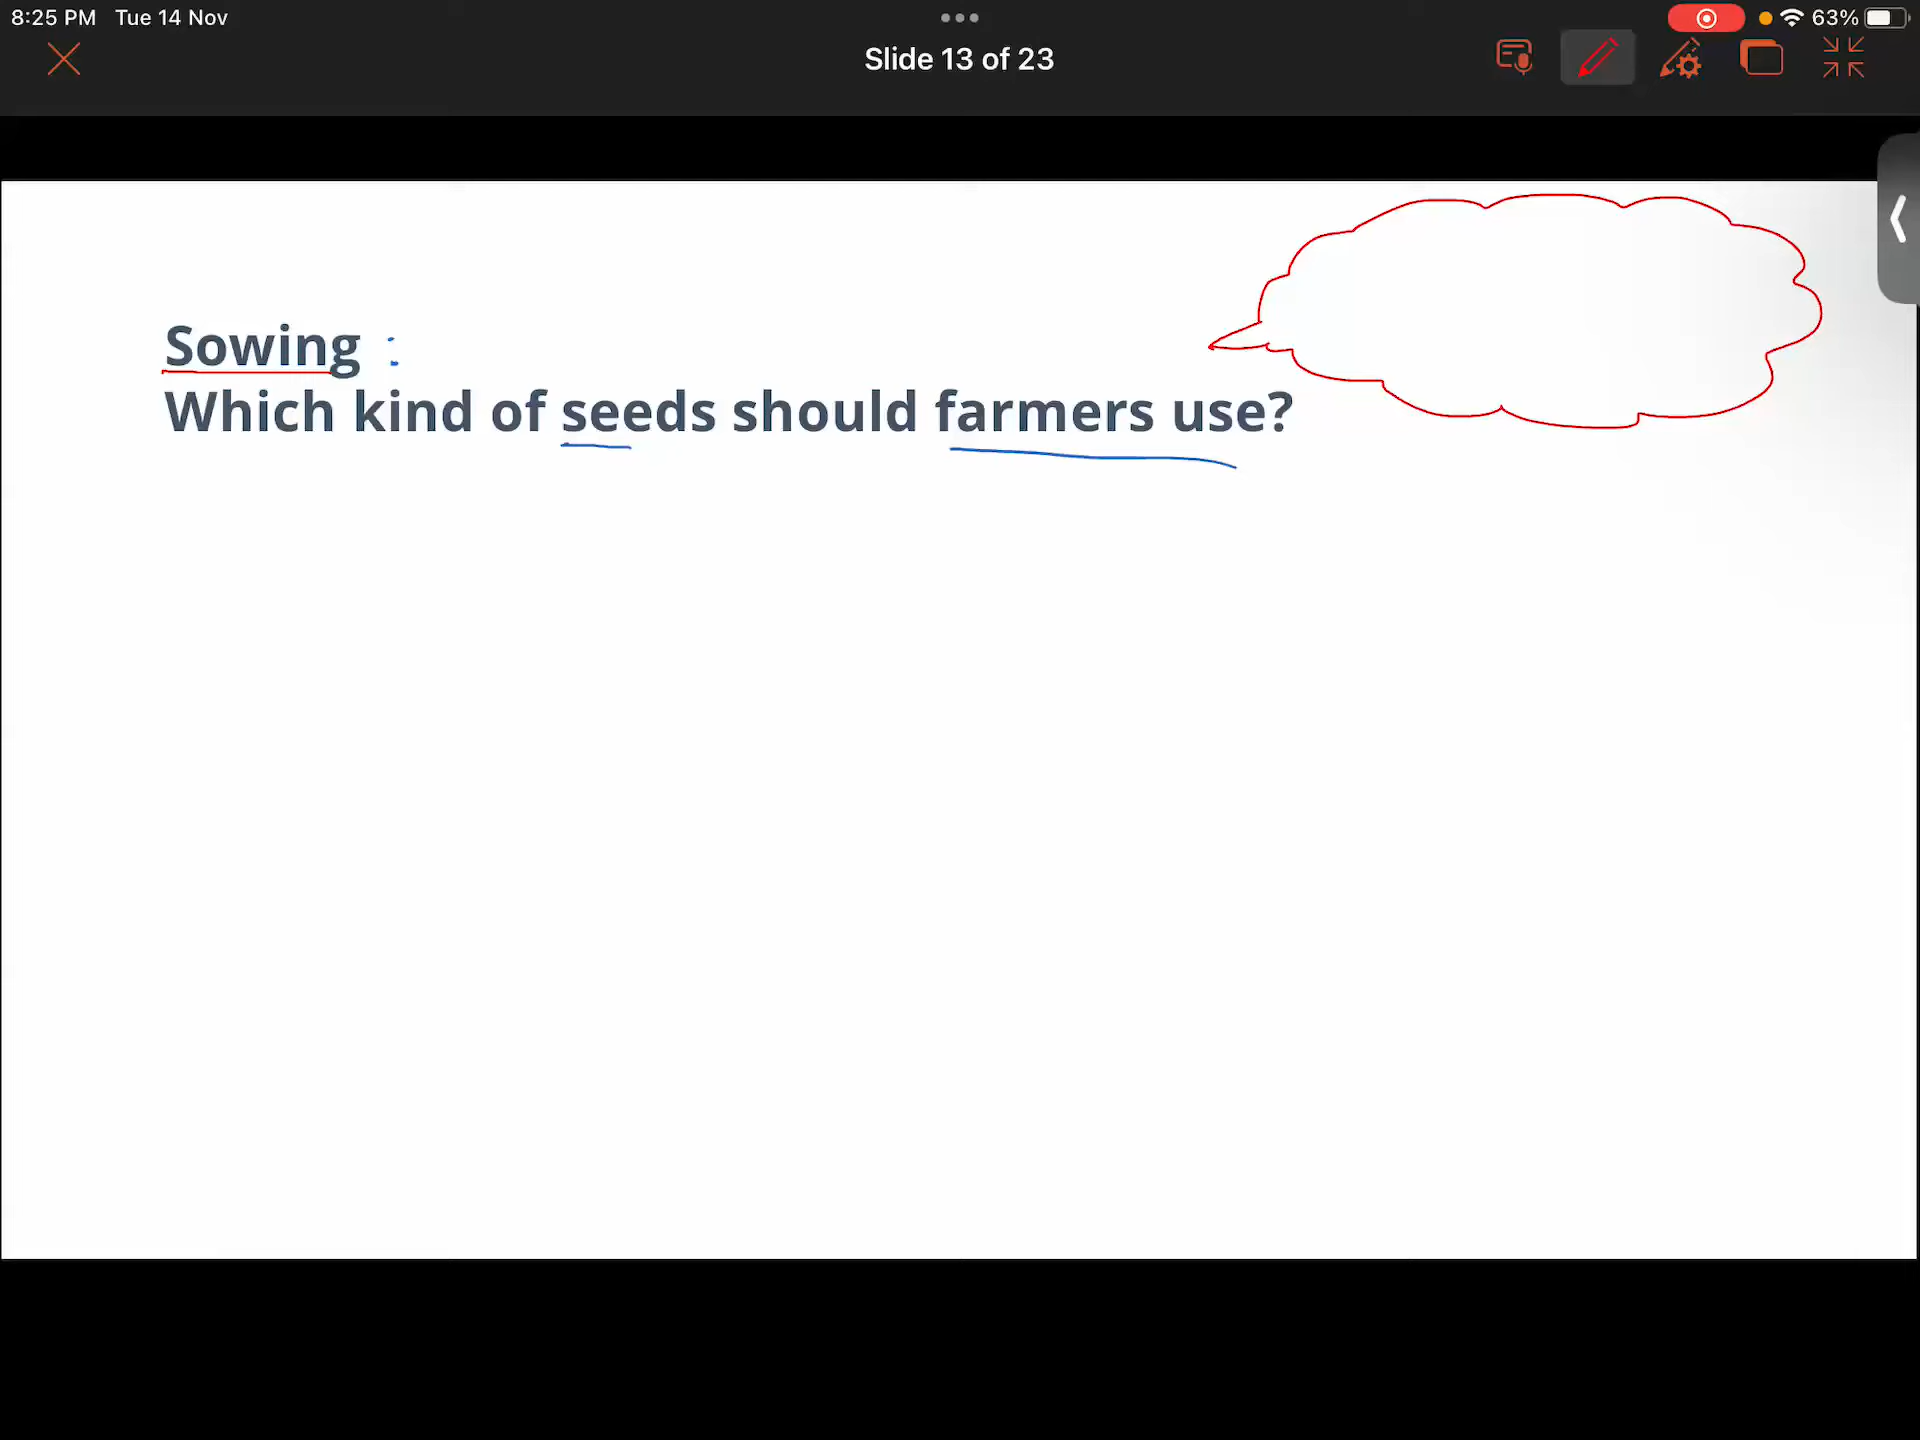 8:25 PM Tue 14 Nov
63%
Slide 13 of 23
Sowing :
Which kind of seeds should farmers use?